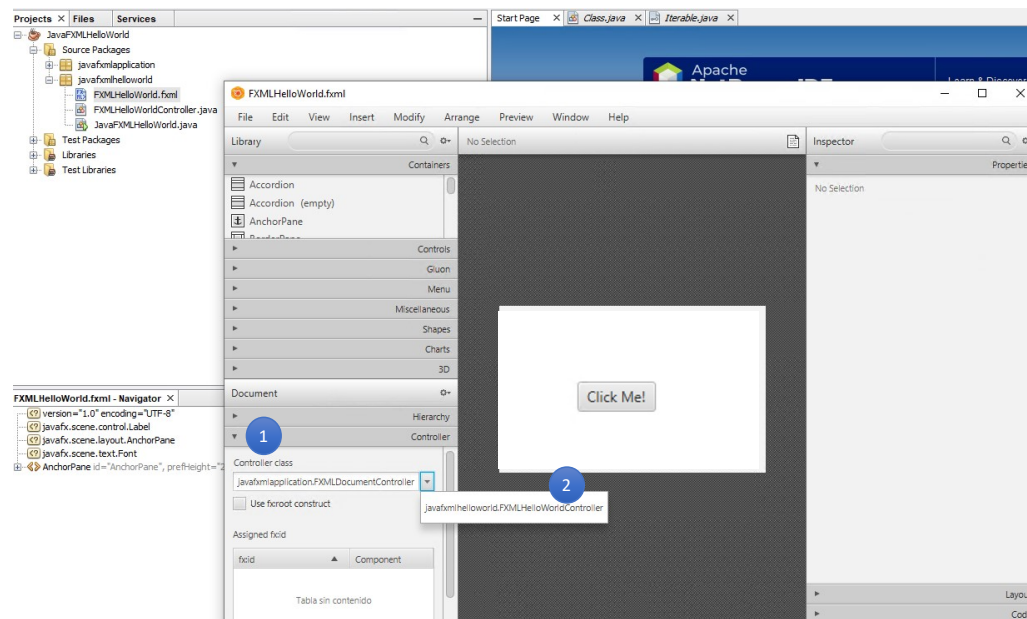 Projects Files Services
JavaFXMLHelloWorld
Source Packages
javafxmlapplication
javafxmlhelloworld
FXMLHelloWorld.fxml
FXMLHelloWorldController.java
JavaFXMLHelloWorld.java
Test Packages
Libraries
Test Libraries
Start Page Class.java Iterable.java
Apache
FXMLHelloWorld.fxml
File Edit View Insert Modify Arrange Preview Window Help
Library
Containers
Accordion
Accordion (empty)
AnchorPane
BorderPane
Controls
Gluon
Menu
Miscellaneous
Shapes
Charts
3D
Document
Hierarchy
1
Controller
Controller class
javafxmlapplication.FXMLDocumentController
Use fx:root construct
Assigned fx:id
fx:id Component
Tabla sin contenido
No Selection
Click Me!
2
javafxmlhelloworld.FXMLHelloWorldController
Inspector
Propertie
No Selection
Layou
Cod
FXMLHelloWorld.fxml - Navigator
version="1.0" encoding="UTF-8"
javafx.scene.control.Label
javafx.scene.layout.AnchorPane
javafx.scene.text.Font
AnchorPane id="AnchorPane", prefHeight="2